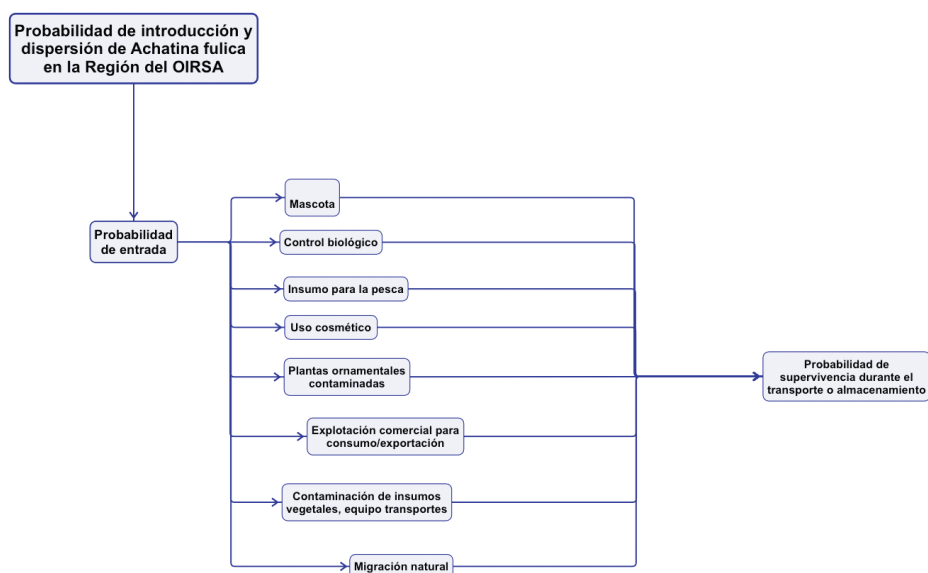 Probabilidad de introducción y
dispersión de Achatina fulica
en la Región del OIRSA
Mascota
Probabilidad
de entrada
Control biológico
Insumo para la pesca
Uso cosmético
Plantas ornamentales
contaminadas
Probabilidad de
supervivencia durante el
transporte o almacenamiento
Explotación comercial para
consumo/exportación
Contaminación de insumos
vegetales, equipo transportes
Migración natural